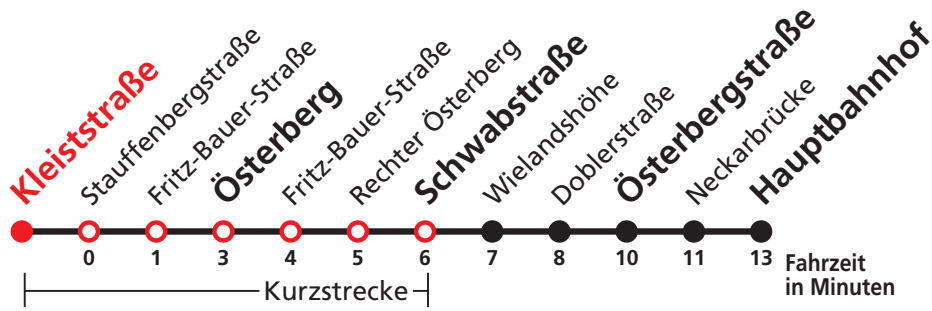 Kleiststraße
Stauffenbergstraße
Fritz-Bauer-Straße
Österberg
Fritz-Bauer-Straße
Rechter Österberg
Schwabstraße
Wielandshöhe
Doblerstraße
Österbergstraße
Neckarbrücke
Hauptbahnhof
0 1 3 4 5 6 7 8 10 11 13
Fahrzeit
in Minuten
Kurzstrecke